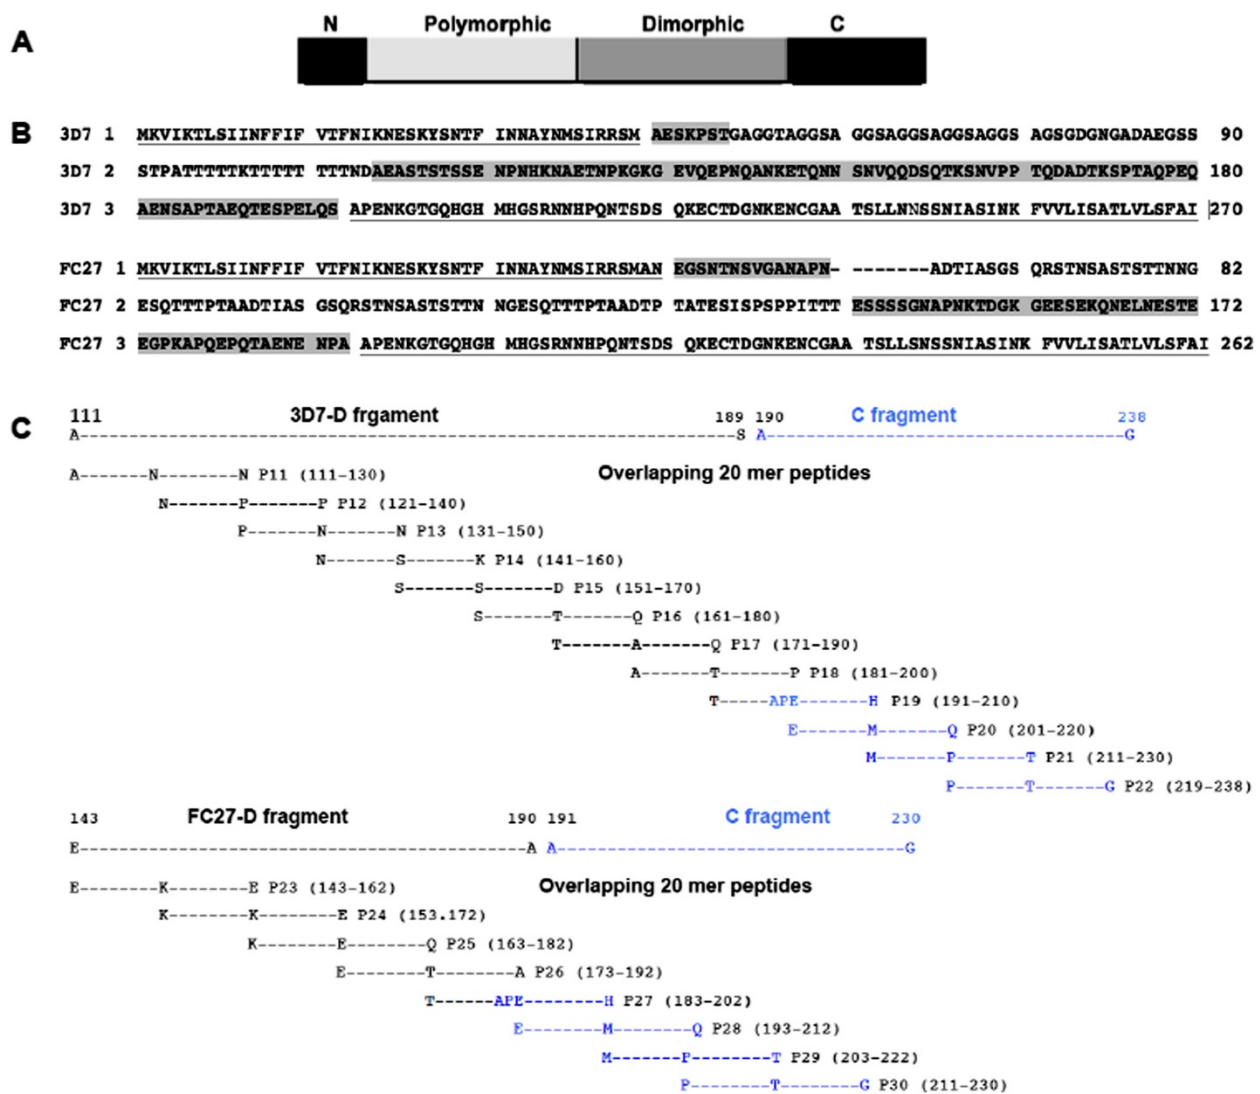 A
N Polymorphic Dimorphic C
B
3D7 1 MKVIKTLSIINFFIF VTFNIKNESKYSNTF INNAYNMSIRRSM AESKPSTGAGGTAGGSA GGSAGGSAGGSAGGS AGSGDGNGADAEGSS 90
3D7 2 STPATTTTTKTTTTT TTTNDAEASTSTSSE NPNHKNAETNPKGKG EVQEPNQANKETQNN SNVQQDSQTKSNVPP TQDADTKSPTAQPEQ 180
3D7 3 AENSAPTAEQTESPELQS APENKGTGQHGH MHGSRNNHPQNTSDS QKECTDGNKENCGAA TSLLNNSSNIASINK FVVLISATLVLSFAI 270
FC27 1 MKVIKTLSIINFFIF VTFNIKNESKYSNTF INNAYNMSIRRSMAN EGSNTNSVGANAPN- --------ADTIASGS QRSTNSASTSTTNNG 82
FC27 2 ESQTTTPTAADTIAS GSQRSTNSASTSTTN NGESQTTTPTAADTP TATESISPSPPITTT ESSSSGNAPNKTDGK GEESEKQNELNESTE 172
FC27 3 EGPKAPQEPQTAENE NPA APENKGTGQHGH MHGSRNNHPQNTSDS QKECTDGNKENCGAA TSLLSNSSNIASINK FVVLISATLVLSFAI 262
C
111 3D7-D frgament 189 190 C fragment 238
A------------------------------------------------------------------S A------------------------------------G
A-------N--------N P11 (111-130) Overlapping 20 mer peptides
N-------P-------P P12 (121-140)
P-------N-------N P13 (131-150)
N-------S-------K P14 (141-160)
S-------S-------D P15 (151-170)
S-------T-------Q P16 (161-180)
T-------A-------Q P17 (171-190)
A-------T-------P P18 (181-200)
T-----APE-------H P19 (191-210)
E-------M-------Q P20 (201-220)
M-------P-------T P21 (211-230)
P-------T-------G P22 (219-238)
143 FC27-D fragment 190 191 C fragment 230
E---------------------------------------------A A-----------------------------------G
E--------K--------E P23 (143-162) Overlapping 20 mer peptides
K--------K--------E P24 (153.172)
K--------E--------Q P25 (163-182)
E--------T--------A P26 (173-192)
T------APE--------H P27 (183-202)
E--------M--------Q P28 (193-212)
M-------P--------T P29 (203-222)
P--------T--------G P30 (211-230)